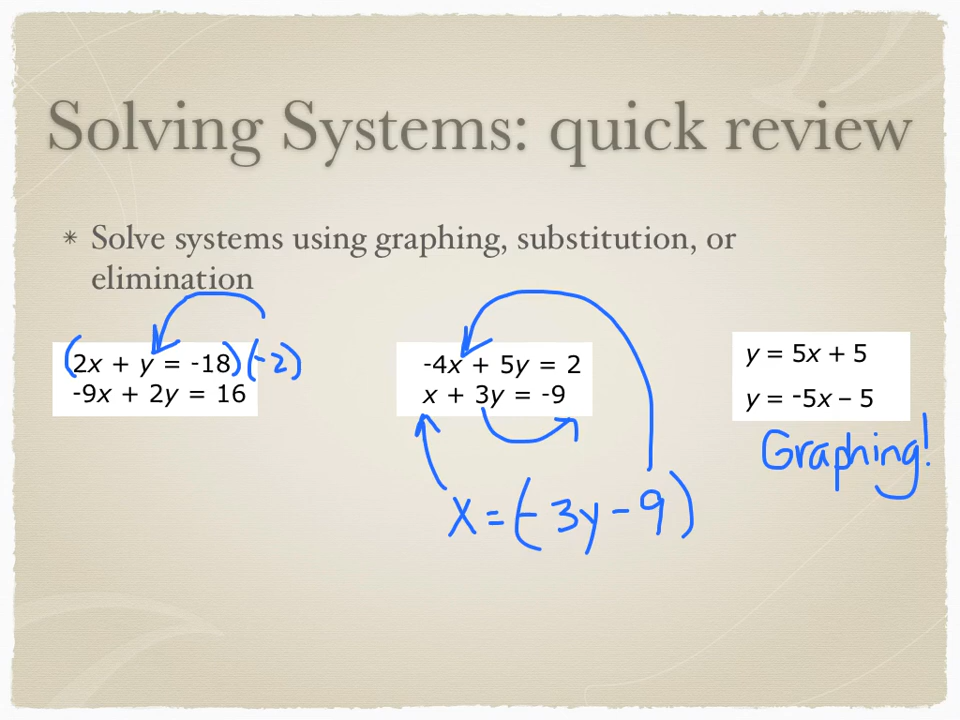 Solving Systems: quick review
* Solve systems using graphing, substitution, or
elimination
(2x + y = -18)(-2)
-9x + 2y = 16
-4x + 5y = 2
x + 3y = -9
x = (-3y - 9)
y = 5x + 5
y = -5x – 5
Graphing!